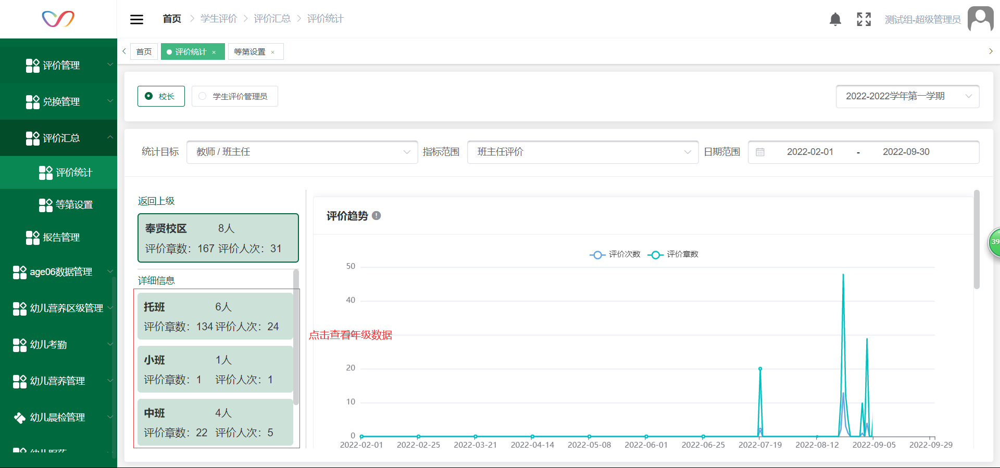 首页 > 学生评价 > 评价汇总 > 评价统计
测试组-超级管理员
首页
评价统计 ×
等第设置 ×
评价管理
兑换管理
评价汇总
评价统计
等第设置
报告管理
age06数据管理
幼儿营养区级管理
幼儿考勤
幼儿营养管理
幼儿晨检管理
校长
学生评价管理员
2022-2022学年第一学期
统计目标 教师 / 班主任
指标范围 班主任评价
日期范围 2022-02-01 - 2022-09-30
返回上级
奉贤校区 8人
评价章数：167 评价人次：31
详细信息
托班 6人
评价章数：134 评价人次：24
小班 1人
评价章数：1 评价人次：1
中班 4人
评价章数：22 评价人次：5
点击查看年级数据
评价趋势
评价次数 评价章数
50
40
30
20
10
0
2022-02-01 2022-02-25 2022-03-21 2022-04-14 2022-05-08 2022-06-01 2022-06-25 2022-07-19 2022-08-12 2022-09-05 2022-09-29
39